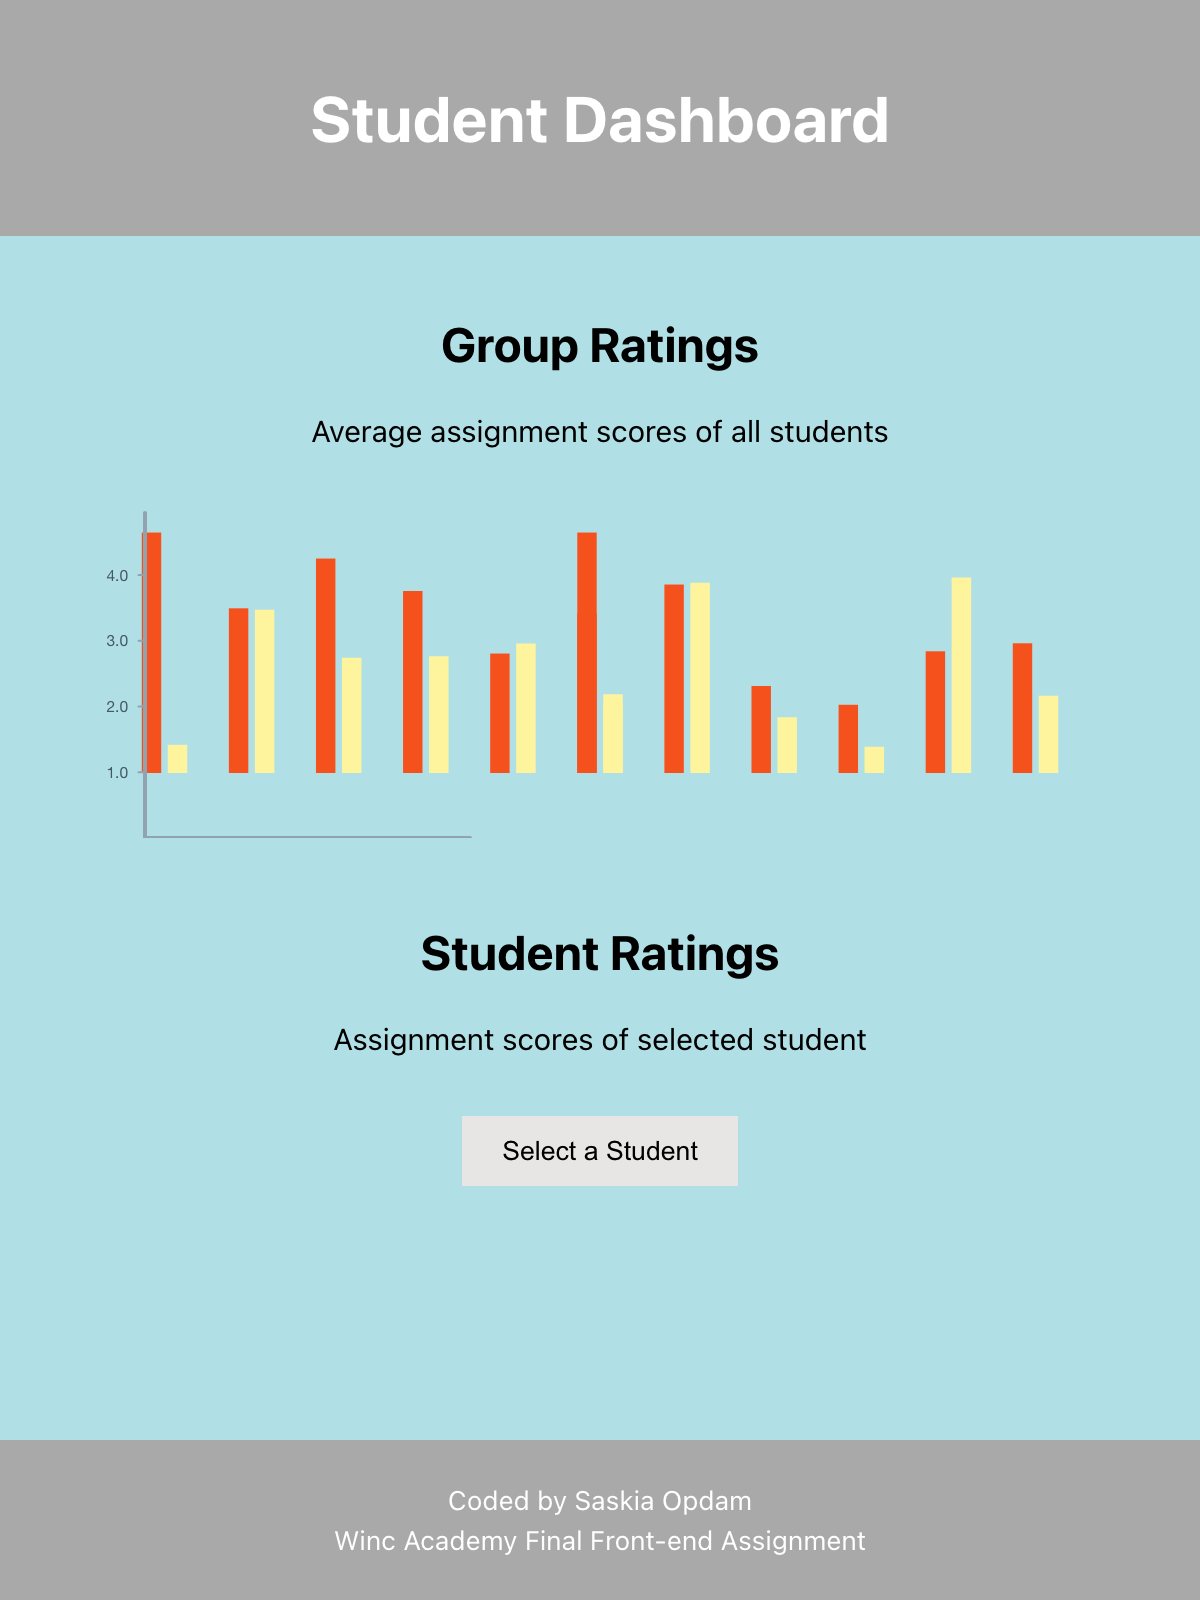 Student Dashboard
Group Ratings
Average assignment scores of all students
4.0
3.0
2.0
1.0
Student Ratings
Assignment scores of selected student
Select a Student
Coded by Saskia Opdam
Winc Academy Final Front-end Assignment